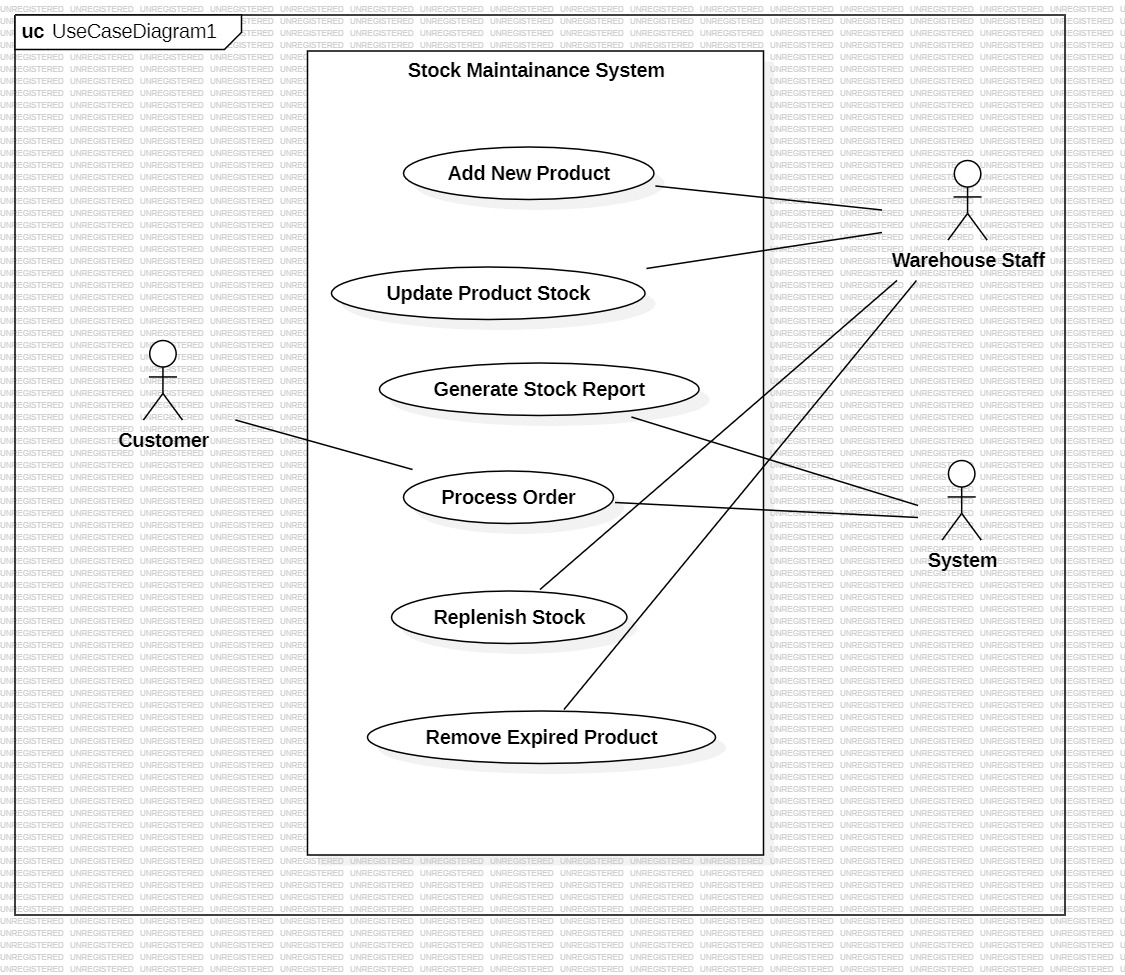 uc UseCaseDiagram1
Stock Maintainance System
Add New Product
Warehouse Staff
Update Product Stock
Generate Stock Report
Customer
Process Order
System
Replenish Stock
Remove Expired Product
UNREGISTERED